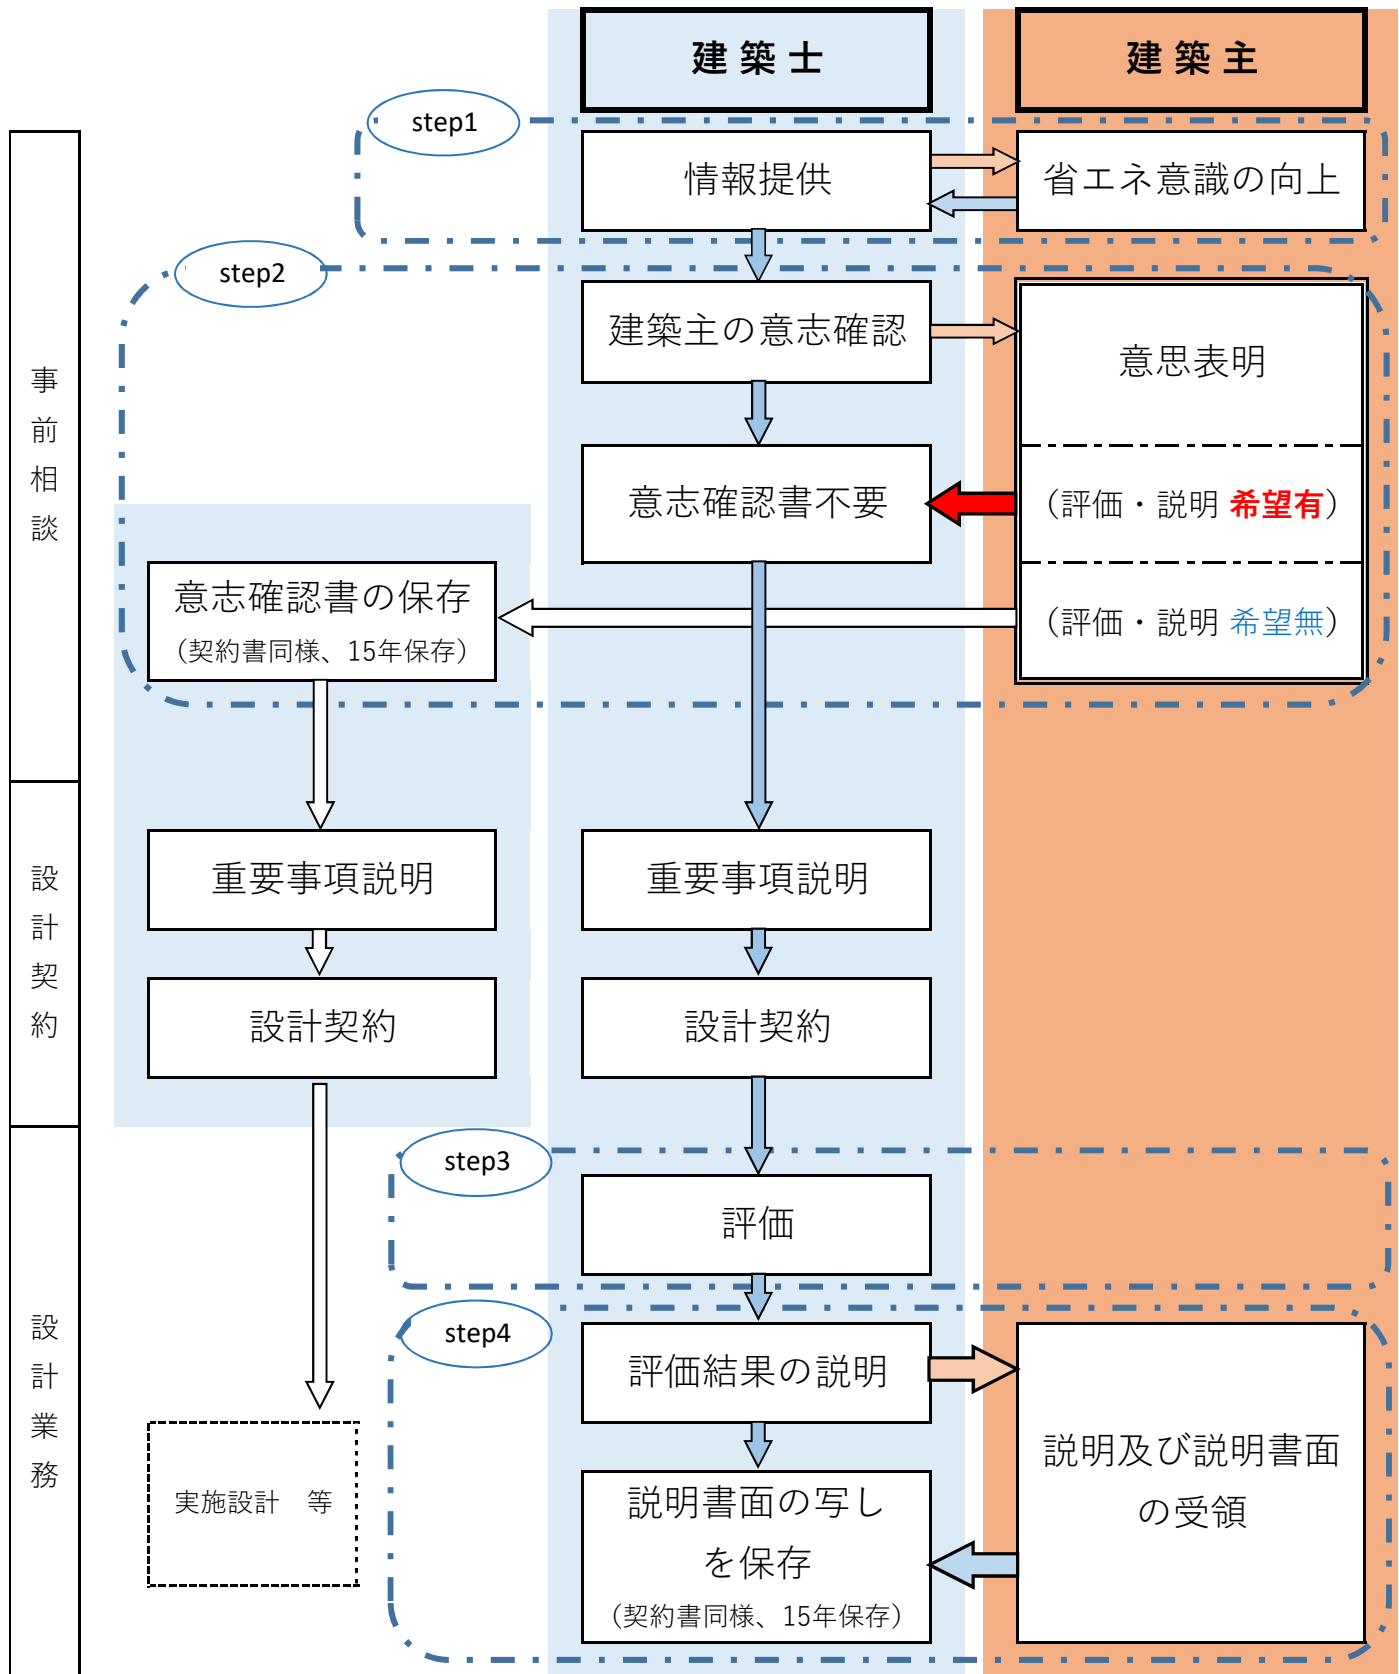 建築士
建築主
step1
情報提供
省エネ意識の向上
step2
建築主の意志確認
意思表明
事前相談
意志確認書不要
（評価・説明 希望有）
意志確認書の保存
（契約書同様、15年保存）
（評価・説明 希望無）
設計契約
重要事項説明
重要事項説明
設計契約
設計契約
step3
評価
設計業務
step4
評価結果の説明
説明及び説明書面
の受領
実施設計　等
説明書面の写し
を保存
（契約書同様、15年保存）